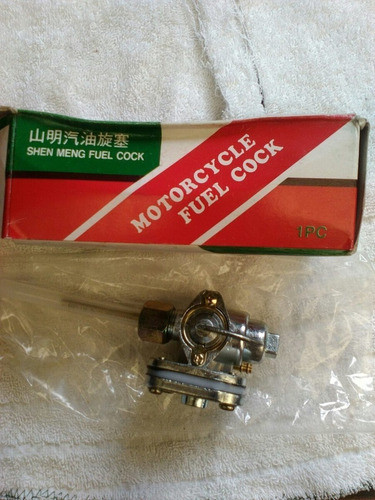 山明汽油旋塞
SHEN MENG FUEL COCK
MOTORCYCLE
FUEL COCK
1PC